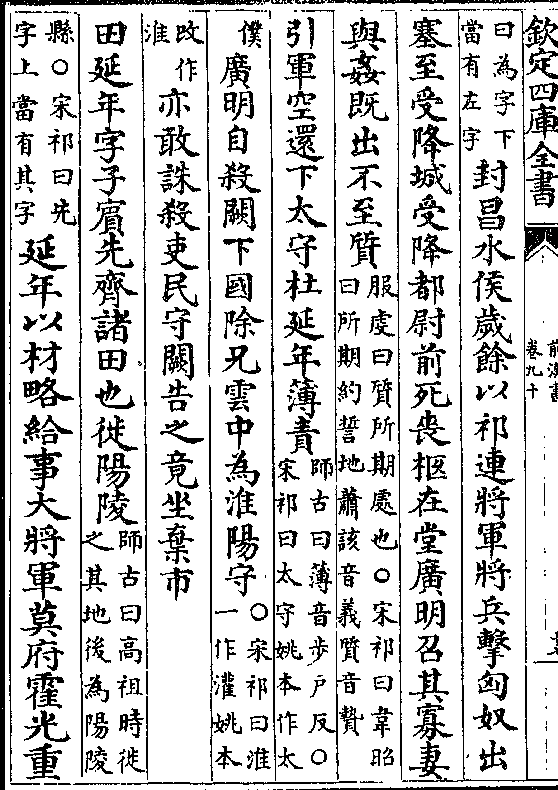 欽定四庫全書
前漢書
卷九十
曰為字下
當有左字
封昌水侯歲餘以祁連將軍將兵擊匈奴出
塞至受降城受降都尉前死喪柩在堂廣明召其寡妻
與姦既出不至質
服虔曰質所期處也〇宋祁曰韋昭
曰所期約誓地蕭該音義質音贄
引軍空還下太守杜延年薄責
師古曰薄音步戶反〇
宋祁曰太守姚本作太
僕
廣明自殺闕下國除兄雲中為淮陽守
〇宋祁曰淮
一作灌姚本
改作
淮
亦敢誅殺吏民守闕告之竟坐棄市
田延年字子賓先齊諸田也徙陽陵
師古曰高祖時徙
之其地後為陽陵
縣〇宋祁曰先
字上當有其字
延年以材略給事大將軍莫府霍光重